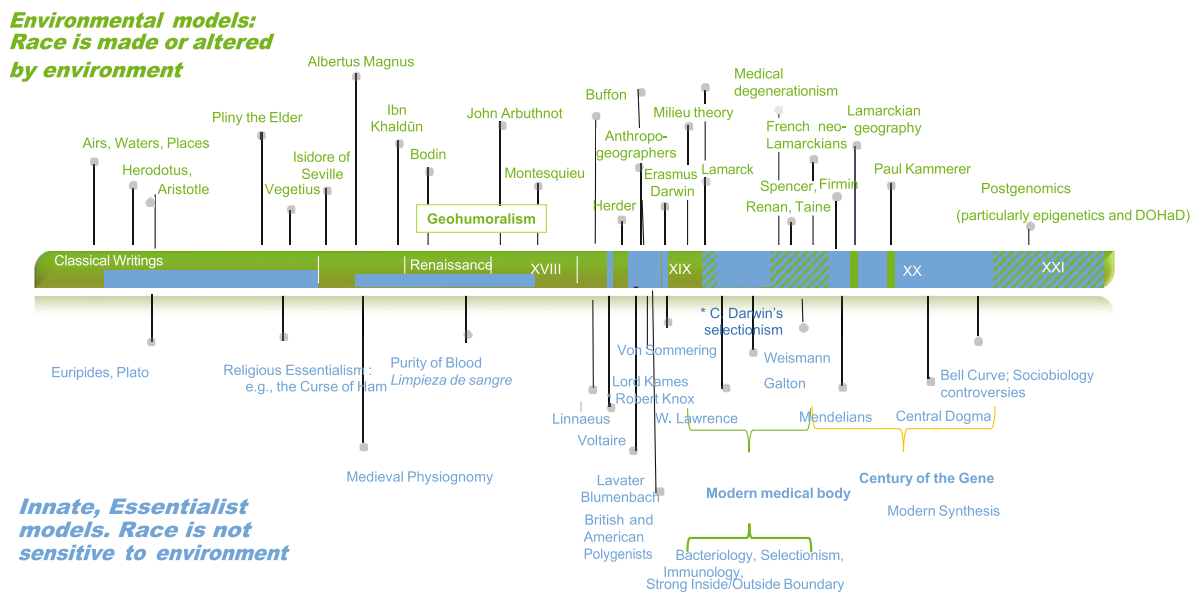 Environmental models:
Race is made or altered
by environment
Albertus Magnus
Medical
degenerationism
Buffon
Ibn
Khaldūn
John Arbuthnot
Milieu theory
Lamarckian
geography
Pliny the Elder
French neo-
Lamarckians
Airs, Waters, Places
Anthropo-
geographers
Isidore of
Seville
Bodin
Herodotus,
Aristotle
Vegetius
Montesquieu
Erasmus
Darwin
Lamarck
Paul Kammerer
Spencer, Firmin
Renan, Taine
Herder
Postgenomics
(particularly epigenetics and DOHaD)
Geohumoralism
Classical Writings
Renaissance
XVIII
XIX
XX
XXI
* C. Darwin's
selectionism
Von Sommering
Weismann
Euripides, Plato
Religious Essentialism :
e.g., the Curse of Ham
Purity of Blood
Limpieza de sangre
Lord Kames
* Robert Knox
Galton
Bell Curve; Sociobiology
controversies
Linnaeus
W. Lawrence
Mendelians
Central Dogma
Voltaire
Medieval Physiognomy
Lavater
Blumenbach
British and
American
Polygenists
Modern medical body
Century of the Gene
Modern Synthesis
Innate, Essentialist
models. Race is not
sensitive to environment
Bacteriology, Selectionism,
Immunology,
Strong Inside/Outside Boundary